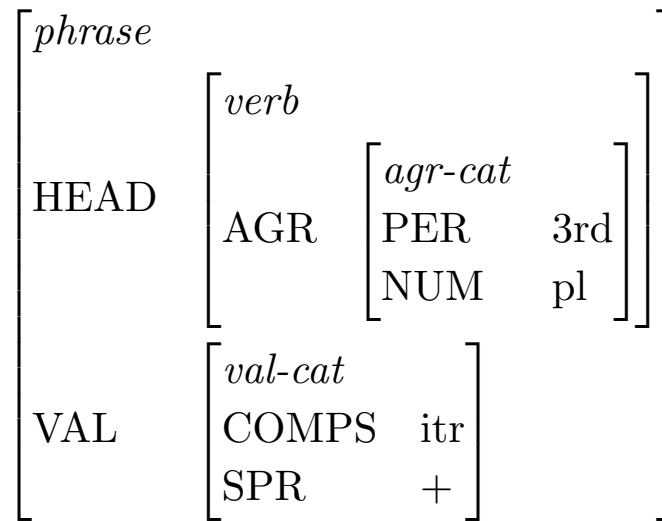 phrase
verb
agr-cat
HEAD AGR PER 3rd
NUM pl
val-cat
VAL COMPS itr
SPR +